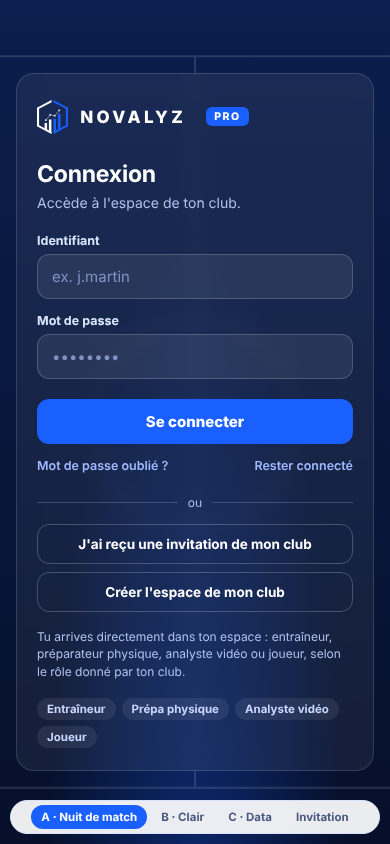 NOVALYZ PRO
Connexion
Accède à l'espace de ton club.
Identifiant
ex. j.martin
Mot de passe
••••••••
Se connecter
Mot de passe oublié ? Rester connecté
ou
J'ai reçu une invitation de mon club
Créer l'espace de mon club
Tu arrives directement dans ton espace : entraîneur,
préparateur physique, analyste vidéo ou joueur, selon
le rôle donné par ton club.
Entraîneur Prépa physique Analyste vidéo
Joueur
A · Nuit de match B · Clair C · Data Invitation